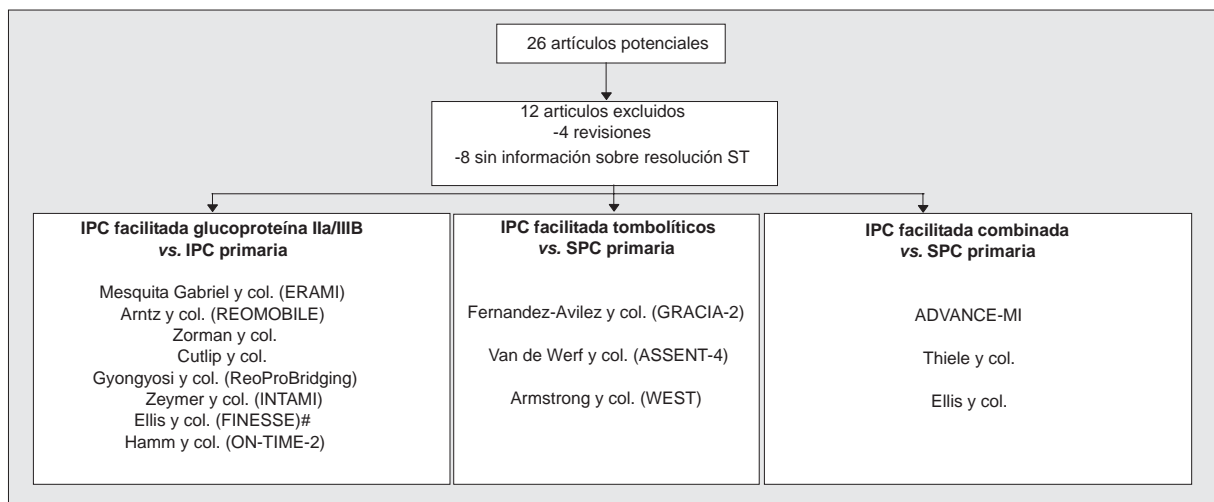 26 artículos potenciales
12 articulos excluidos
-4 revisiones
-8 sin información sobre resolución ST
IPC facilitada glucoproteína IIa/IIIB
vs. IPC primaria
Mesquita Gabriel y col. (ERAMI)
Arntz y col. (REOMOBILE)
Zorman y col.
Cutlip y col.
Gyongyosi y col. (ReoProBridging)
Zeymer y col. (INTAMI)
Ellis y col. (FINESSE)#
Hamm y col. (ON-TIME-2)
IPC facilitada tombolíticos
vs. SPC primaria
Fernandez-Avilez y col. (GRACIA-2)
Van de Werf y col. (ASSENT-4)
Armstrong y col. (WEST)
IPC facilitada combinada
vs. SPC primaria
ADVANCE-MI
Thiele y col.
Ellis y col.